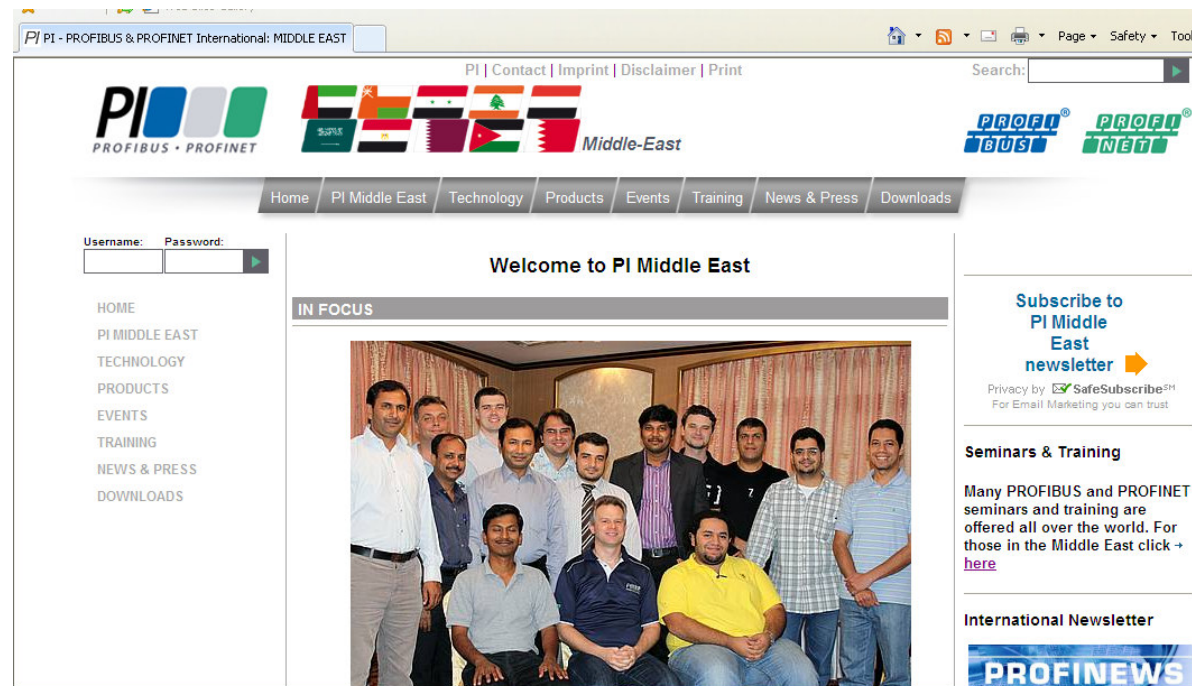 PI - PROFIBUS & PROFINET International: MIDDLE EAST
Page
Safety
PI | Contact | Imprint | Disclaimer | Print
Search:
PI
PROFIBUS · PROFINET
Middle-East
PROFI
BUS
PROFI
NET
Home
PI Middle East
Technology
Products
Events
Training
News & Press
Downloads
Username:
Password:
HOME
PI MIDDLE EAST
TECHNOLOGY
PRODUCTS
EVENTS
TRAINING
NEWS & PRESS
DOWNLOADS
Welcome to PI Middle East
IN FOCUS
Subscribe to
PI Middle
East
newsletter
Privacy by SafeSubscribe℠
For Email Marketing you can trust
Seminars & Training
Many PROFIBUS and PROFINET
seminars and training are
offered all over the world. For
those in the Middle East click →
here
International Newsletter
PROFINEWS